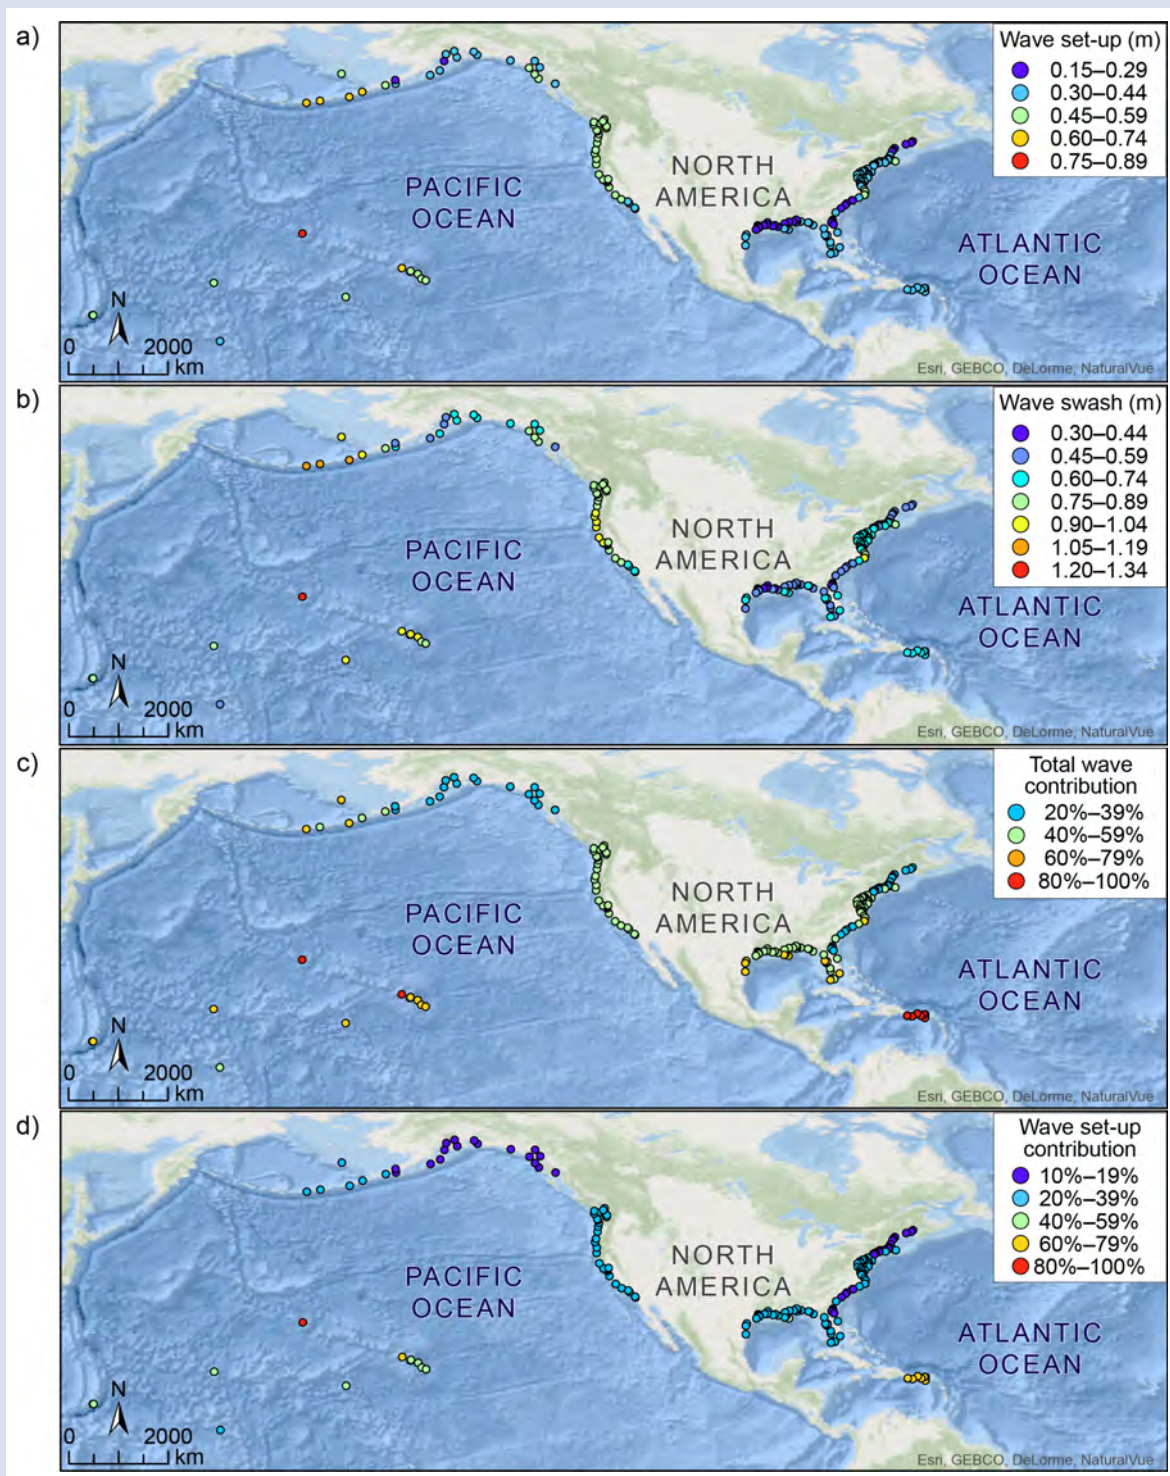 a)
Wave set-up (m)
0.15–0.29
0.30–0.44
0.45–0.59
0.60–0.74
0.75–0.89
NORTH
AMERICA
PACIFIC
OCEAN
ATLANTIC
OCEAN
N
0 2000
km
Esri, GEBCO, DeLorme, NaturalVue
b)
Wave swash (m)
0.30–0.44
0.45–0.59
0.60–0.74
0.75–0.89
0.90–1.04
1.05–1.19
1.20–1.34
NORTH
AMERICA
PACIFIC
OCEAN
ATLANTIC
OCEAN
N
0 2000
km
Esri, GEBCO, DeLorme, NaturalVue
c)
Total wave
contribution
20%–39%
40%–59%
60%–79%
80%–100%
NORTH
AMERICA
PACIFIC
OCEAN
ATLANTIC
OCEAN
N
0 2000
km
Esri, GEBCO, DeLorme, NaturalVue
d)
Wave set-up
contribution
10%–19%
20%–39%
40%–59%
60%–79%
80%–100%
NORTH
AMERICA
PACIFIC
OCEAN
ATLANTIC
OCEAN
N
0 2000
km
Esri, GEBCO, DeLorme, NaturalVue